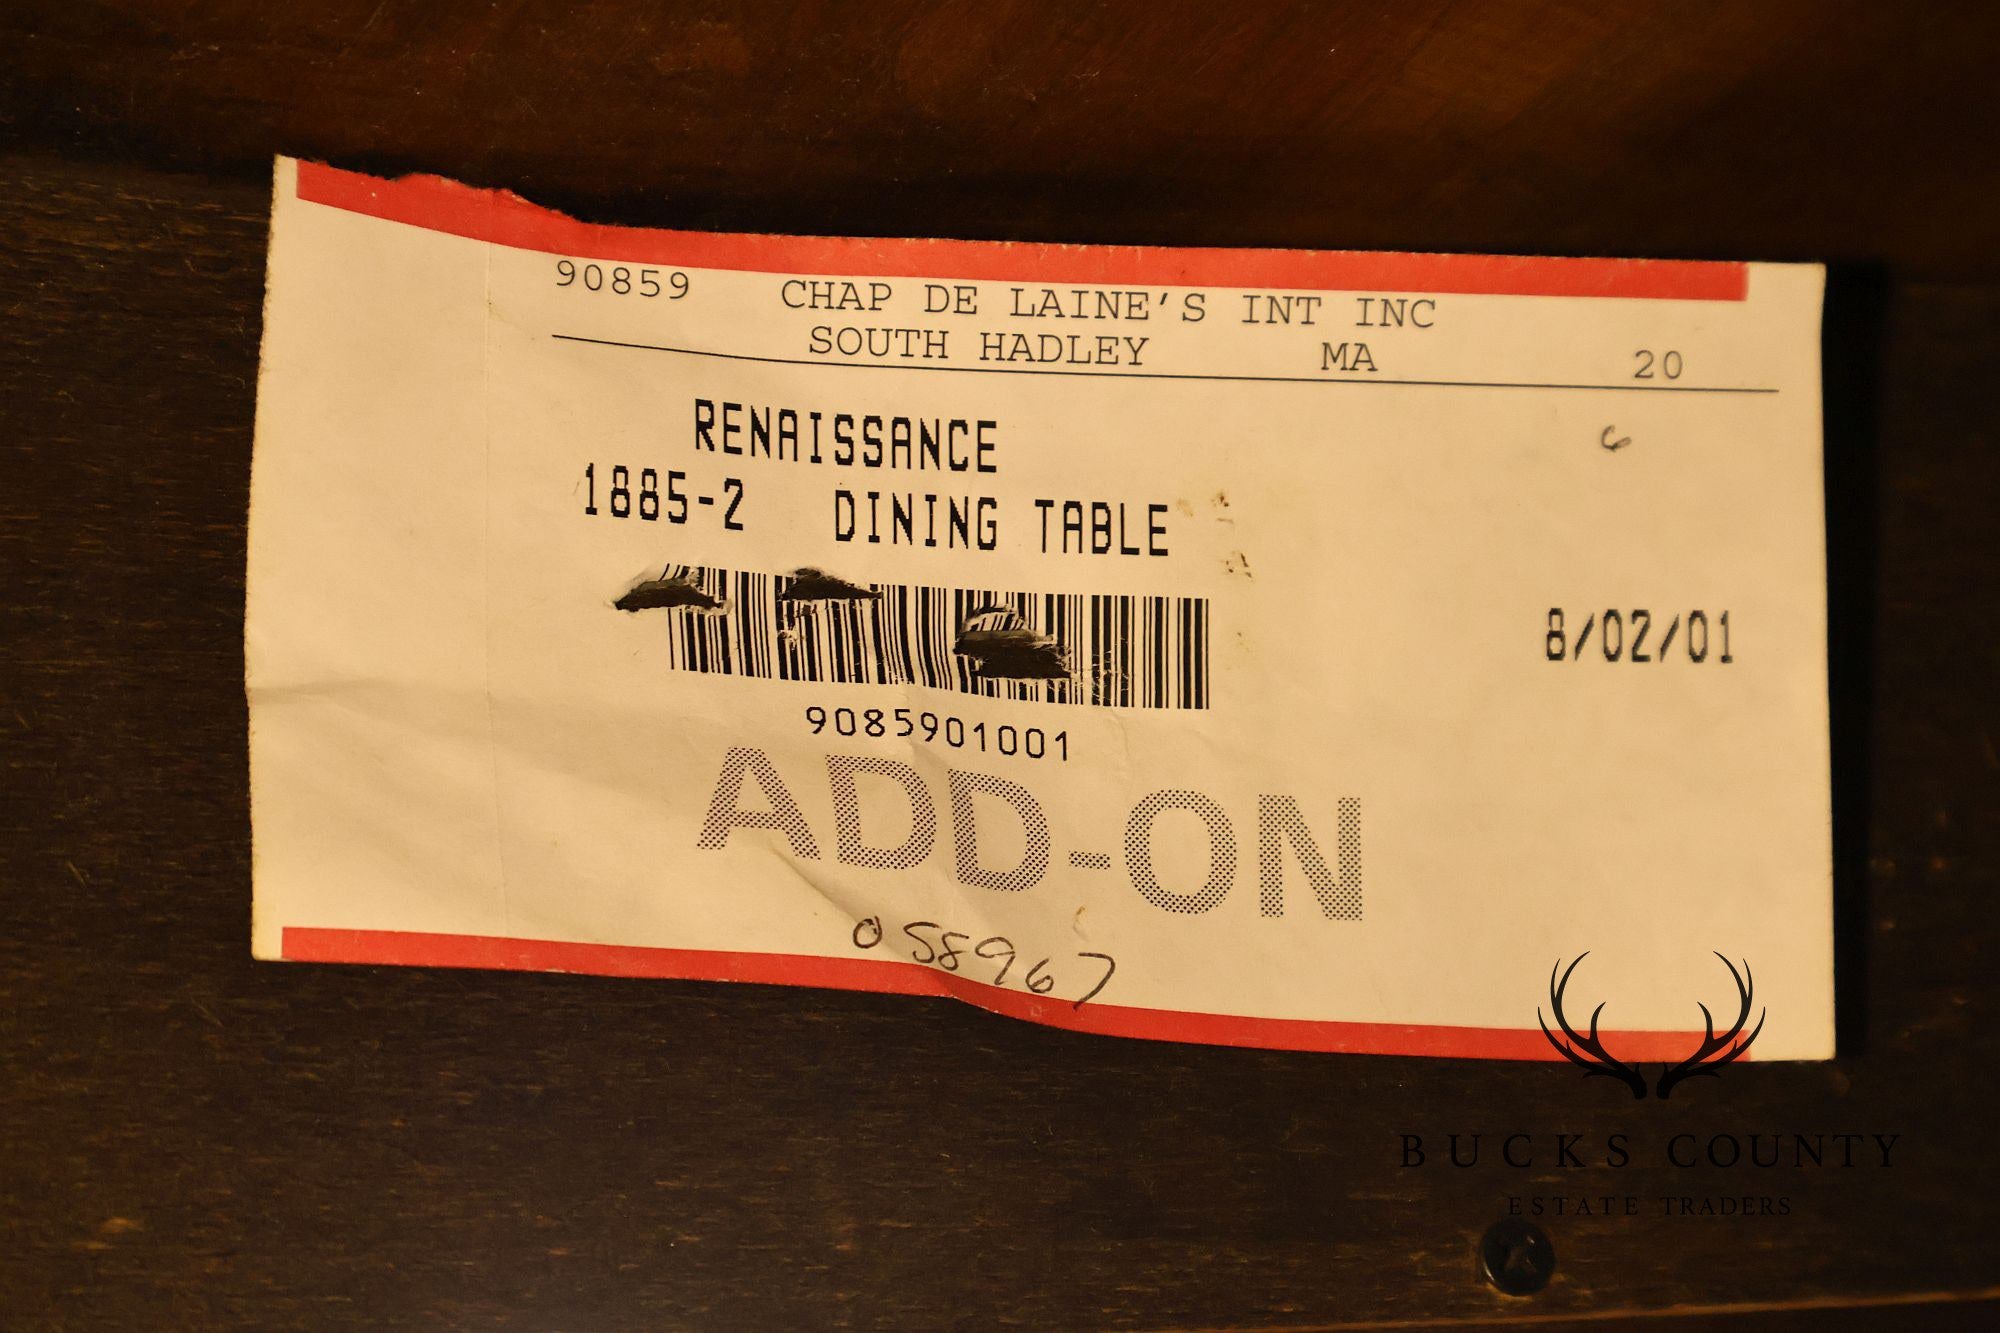 90859 CHAP DE LAINE'S INT INC
SOUTH HADLEY MA 20
6
RENAISSANCE
1885-2 DINING TABLE
8/02/01
9085901001
ADD-ON
058967
BUCKS COUNTY
ESTATE TRADERS